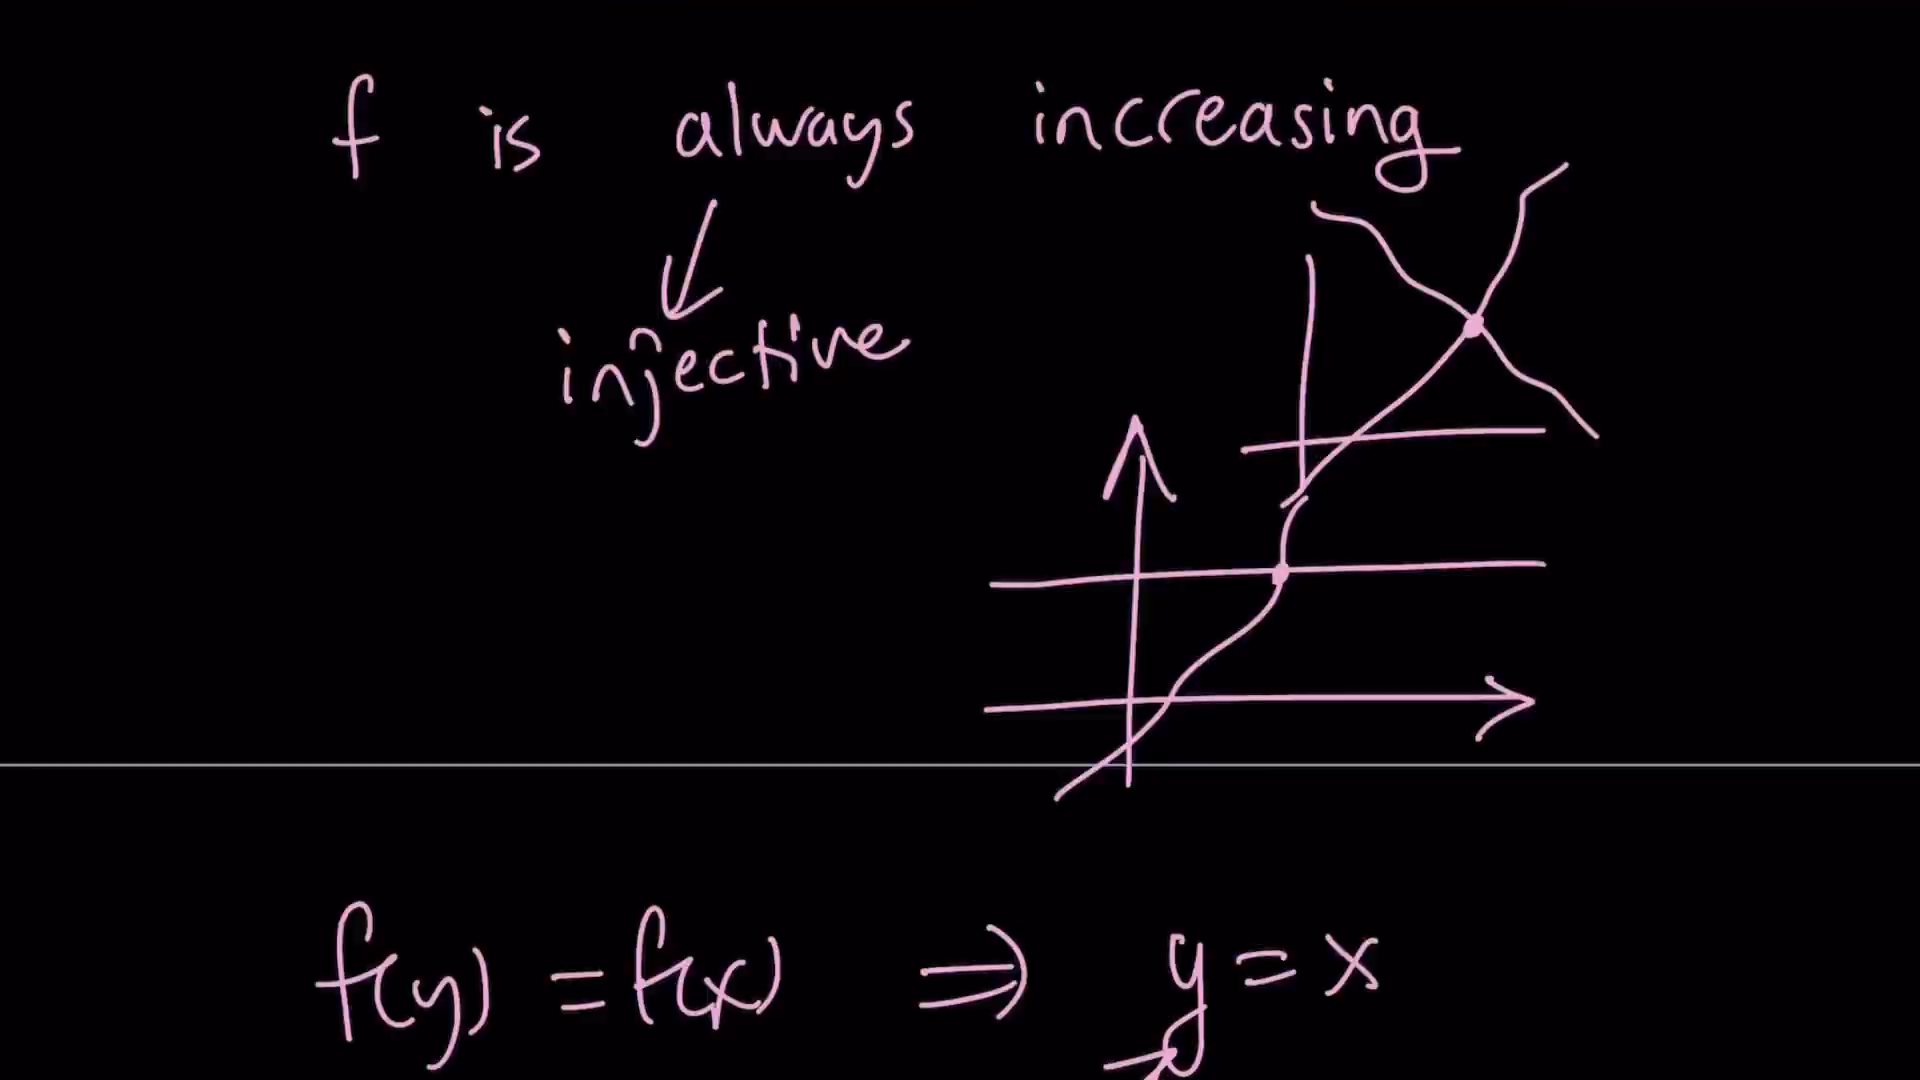 f is always increasing
injective
f(y) = f(x) ⇒ y = x